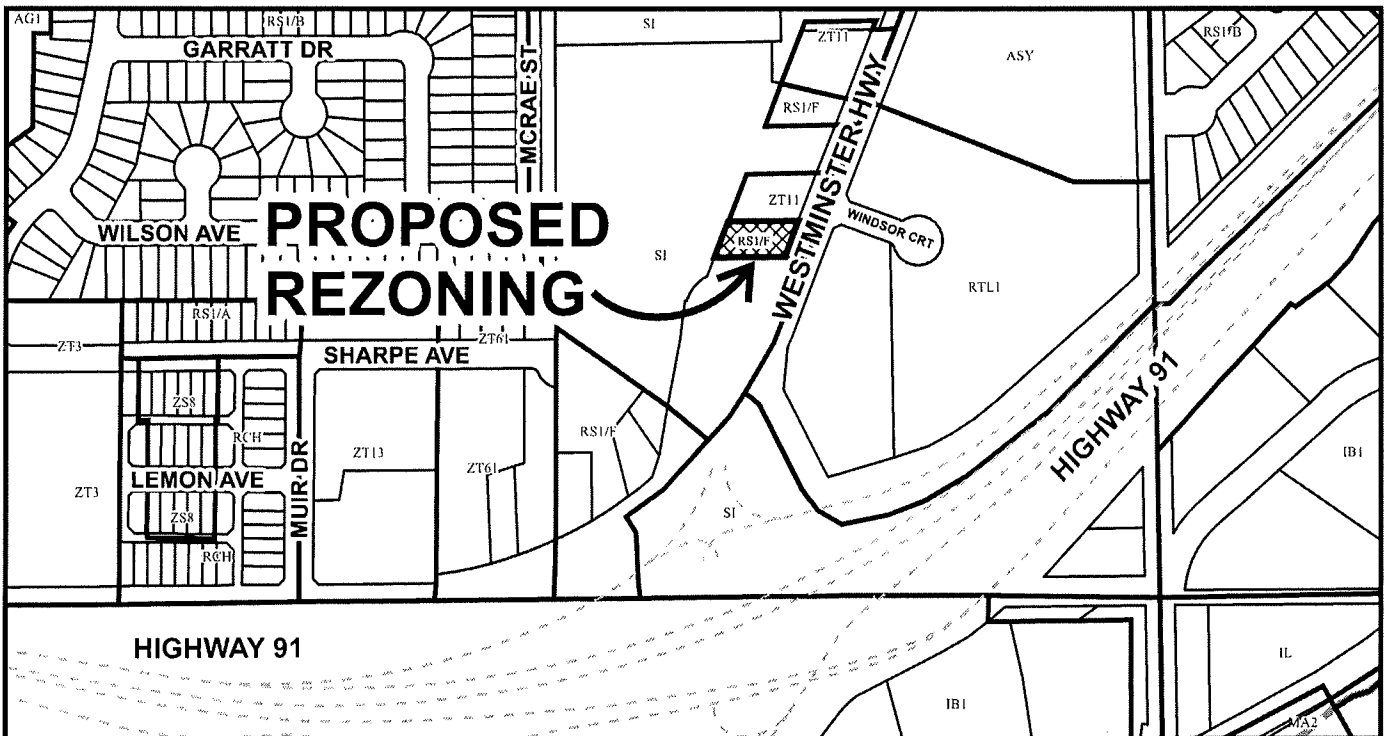 AG1
RS1/B
GARRATT DR
MCRAE ST
SI
ZT11
RS1/F
WESTMINSTER HWY
ASY
RS1/B
WILSON AVE
PROPOSED
REZONING
ZT11
RS1/F
SI
WINDSOR CRT
RTL1
RS1/A
ZT3
SHARPE AVE
ZT61
ZS8
RCH
LEMON AVE
ZT3
ZS8
RCH
MUIR DR
ZT13
ZT61
RS1/F
SI
HIGHWAY 91
IB1
HIGHWAY 91
IB1
IL
MA2